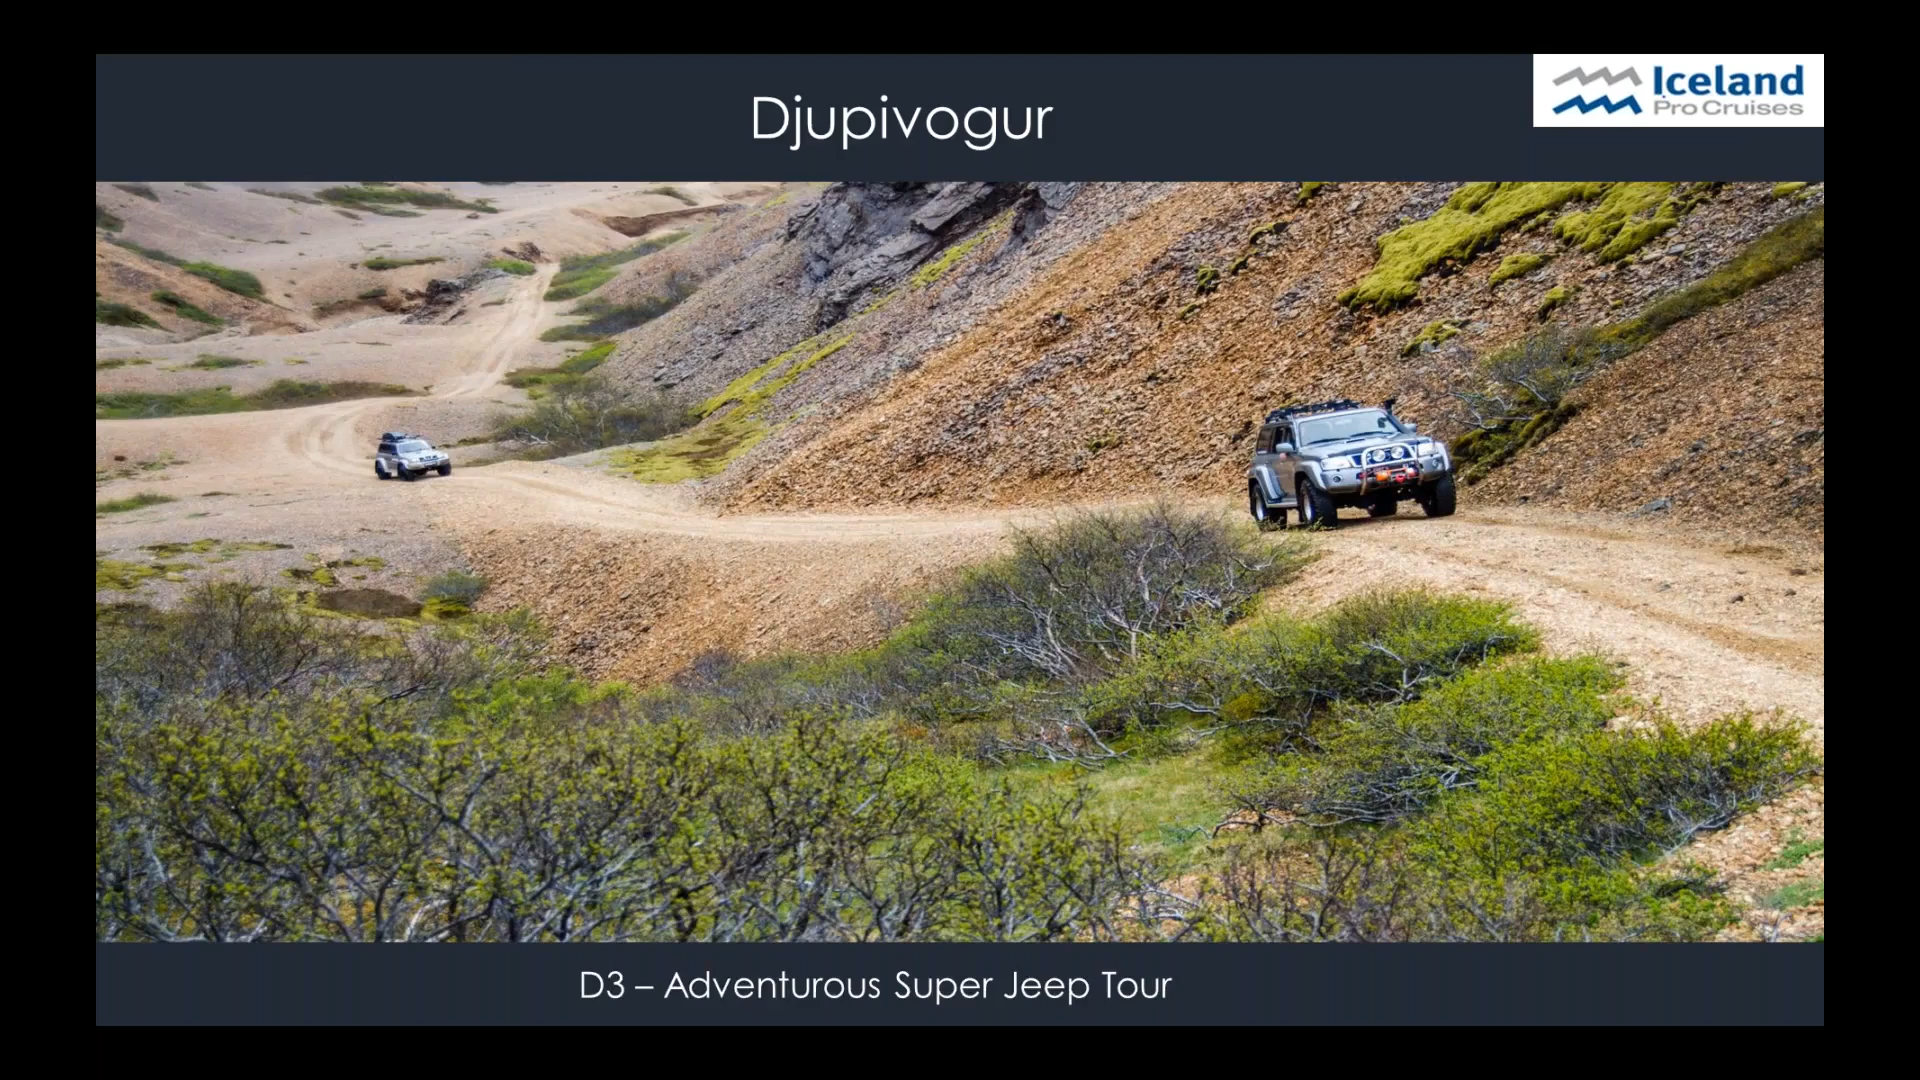 Djupivogur
Iceland
Pro Cruises
D3 – Adventurous Super Jeep Tour